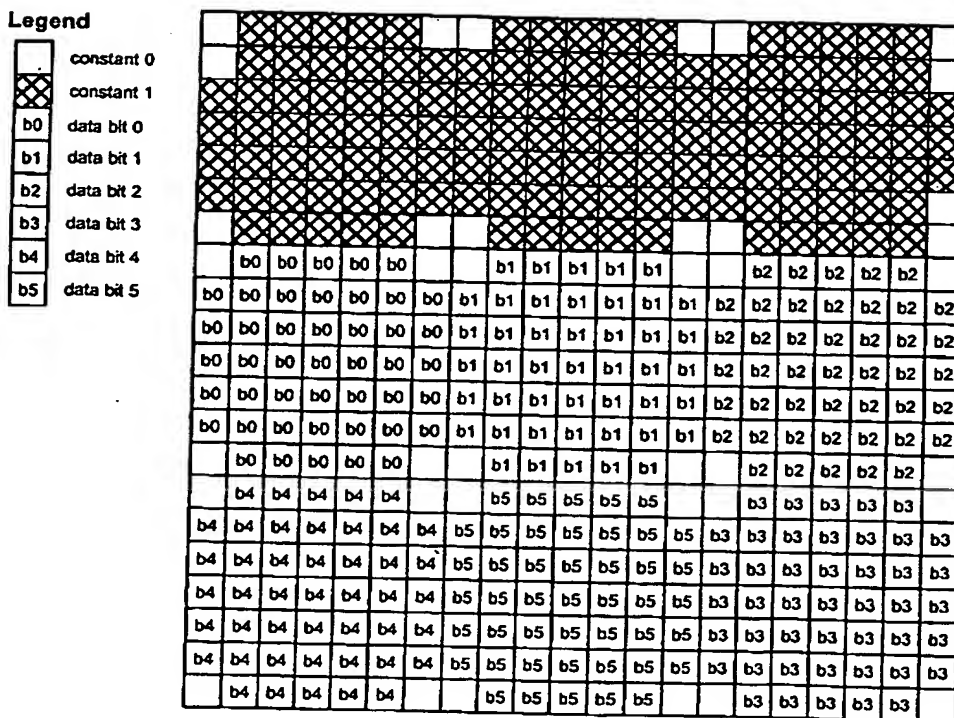 Legend
constant 0
constant 1
b0 data bit 0
b1 data bit 1
b2 data bit 2
b3 data bit 3
b4 data bit 4
b5 data bit 5
b0 b0 b0 b0 b0 b1 b1 b1 b1 b1 b2 b2 b2 b2 b2
b0 b0 b0 b0 b0 b0 b0 b1 b1 b1 b1 b1 b1 b1 b2 b2 b2 b2 b2 b2 b2
b0 b0 b0 b0 b0 b0 b0 b1 b1 b1 b1 b1 b1 b1 b2 b2 b2 b2 b2 b2 b2
b0 b0 b0 b0 b0 b0 b0 b1 b1 b1 b1 b1 b1 b1 b2 b2 b2 b2 b2 b2 b2
b0 b0 b0 b0 b0 b0 b0 b1 b1 b1 b1 b1 b1 b1 b2 b2 b2 b2 b2 b2 b2
b0 b0 b0 b0 b0 b0 b0 b1 b1 b1 b1 b1 b1 b1 b2 b2 b2 b2 b2 b2 b2
b0 b0 b0 b0 b0 b1 b1 b1 b1 b1 b2 b2 b2 b2 b2
b4 b4 b4 b4 b4 b5 b5 b5 b5 b5 b3 b3 b3 b3 b3
b4 b4 b4 b4 b4 b4 b4 b5 b5 b5 b5 b5 b5 b5 b3 b3 b3 b3 b3 b3 b3
b4 b4 b4 b4 b4 b4 b4 b5 b5 b5 b5 b5 b5 b5 b3 b3 b3 b3 b3 b3 b3
b4 b4 b4 b4 b4 b4 b4 b5 b5 b5 b5 b5 b5 b5 b3 b3 b3 b3 b3 b3 b3
b4 b4 b4 b4 b4 b4 b4 b5 b5 b5 b5 b5 b5 b5 b3 b3 b3 b3 b3 b3 b3
b4 b4 b4 b4 b4 b4 b4 b5 b5 b5 b5 b5 b5 b5 b3 b3 b3 b3 b3 b3 b3
b4 b4 b4 b4 b4 b5 b5 b5 b5 b5 b3 b3 b3 b3 b3